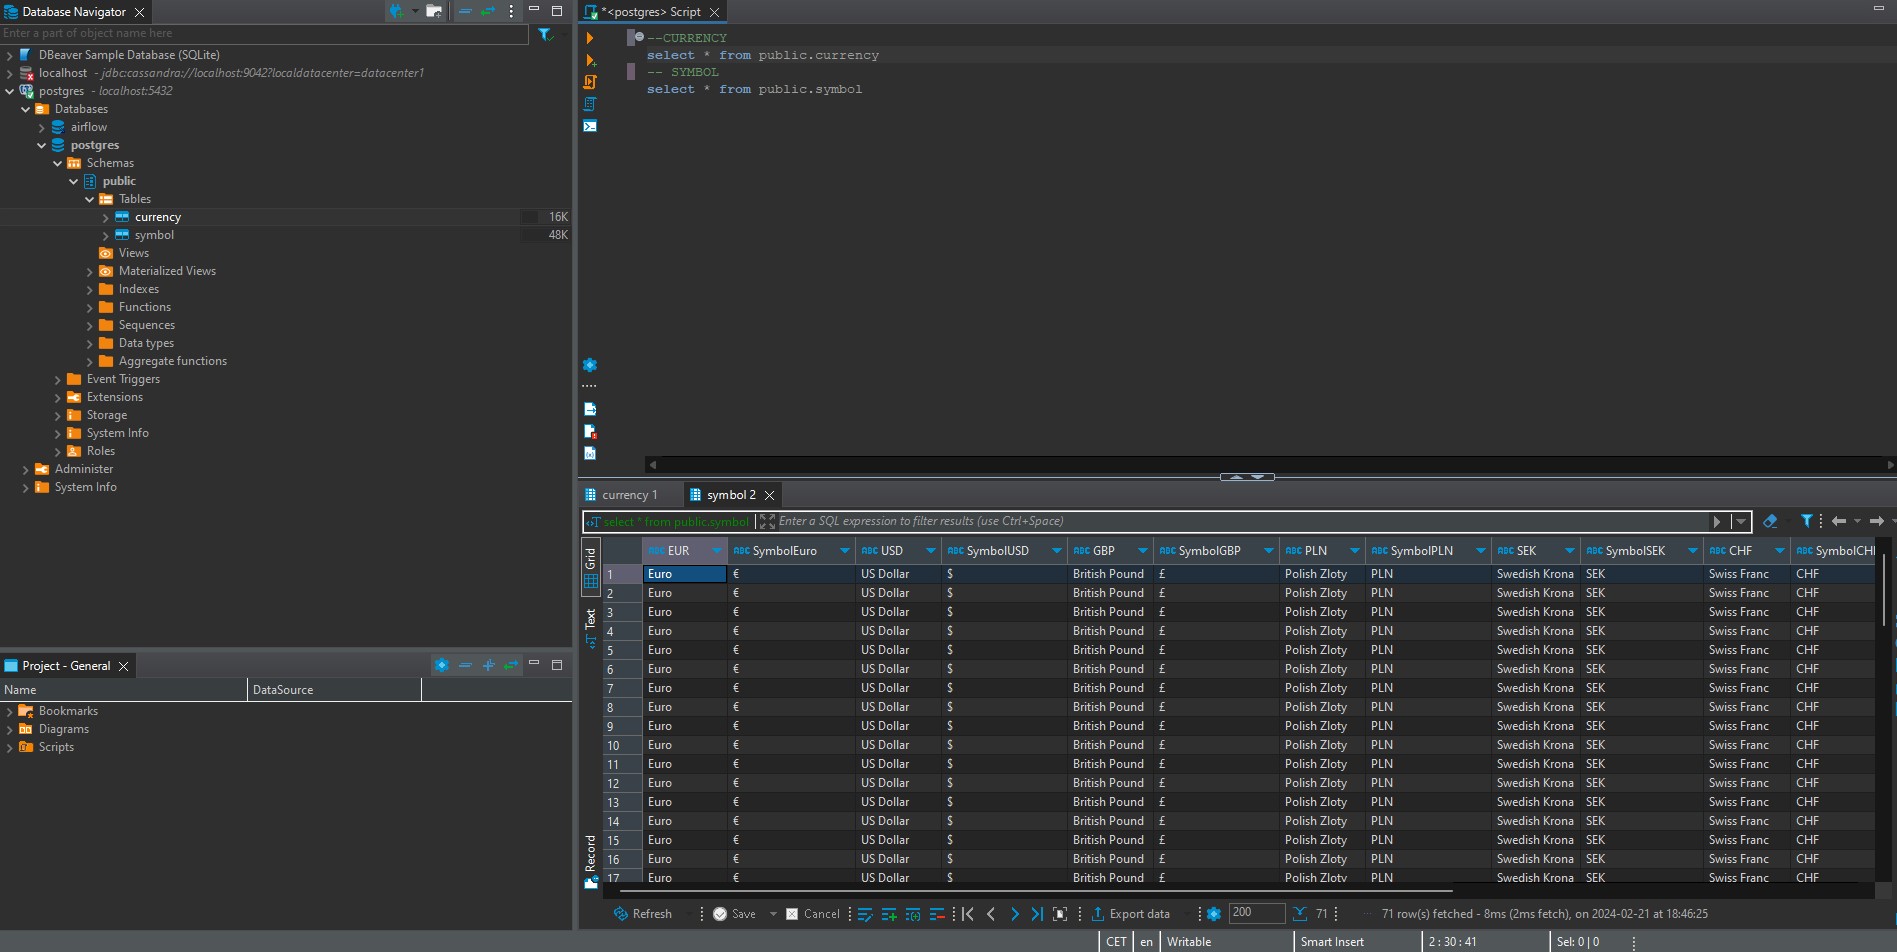 Database Navigator
Enter a part of object name here
DBeaver Sample Database (SQLite)
localhost - jdbc:cassandra://localhost:9042?localdatacenter=datacenter1
postgres - localhost:5432
Databases
airflow
postgres
Schemas
public
Tables
currency 16K
symbol 48K
Views
Materialized Views
Indexes
Functions
Sequences
Data types
Aggregate functions
Event Triggers
Extensions
Storage
System Info
Roles
Administer
System Info
Project - General
Name DataSource
Bookmarks
Diagrams
Scripts
*<postgres> Script
--CURRENCY
select * from public.currency
-- SYMBOL
select * from public.symbol
currency 1 symbol 2
select * from public.symbol Enter a SQL expression to filter results (use Ctrl+Space)
Grid
Text
Record
ABC EUR ABC SymbolEuro ABC USD ABC SymbolUSD ABC GBP ABC SymbolGBP ABC PLN ABC SymbolPLN ABC SEK ABC SymbolSEK ABC CHF ABC SymbolCH
1 Euro € US Dollar $ British Pound £ Polish Zloty PLN Swedish Krona SEK Swiss Franc CHF
2 Euro € US Dollar $ British Pound £ Polish Zloty PLN Swedish Krona SEK Swiss Franc CHF
3 Euro € US Dollar $ British Pound £ Polish Zloty PLN Swedish Krona SEK Swiss Franc CHF
4 Euro € US Dollar $ British Pound £ Polish Zloty PLN Swedish Krona SEK Swiss Franc CHF
5 Euro € US Dollar $ British Pound £ Polish Zloty PLN Swedish Krona SEK Swiss Franc CHF
6 Euro € US Dollar $ British Pound £ Polish Zloty PLN Swedish Krona SEK Swiss Franc CHF
7 Euro € US Dollar $ British Pound £ Polish Zloty PLN Swedish Krona SEK Swiss Franc CHF
8 Euro € US Dollar $ British Pound £ Polish Zloty PLN Swedish Krona SEK Swiss Franc CHF
9 Euro € US Dollar $ British Pound £ Polish Zloty PLN Swedish Krona SEK Swiss Franc CHF
10 Euro € US Dollar $ British Pound £ Polish Zloty PLN Swedish Krona SEK Swiss Franc CHF
11 Euro € US Dollar $ British Pound £ Polish Zloty PLN Swedish Krona SEK Swiss Franc CHF
12 Euro € US Dollar $ British Pound £ Polish Zloty PLN Swedish Krona SEK Swiss Franc CHF
13 Euro € US Dollar $ British Pound £ Polish Zloty PLN Swedish Krona SEK Swiss Franc CHF
14 Euro € US Dollar $ British Pound £ Polish Zloty PLN Swedish Krona SEK Swiss Franc CHF
15 Euro € US Dollar $ British Pound £ Polish Zloty PLN Swedish Krona SEK Swiss Franc CHF
16 Euro € US Dollar $ British Pound £ Polish Zloty PLN Swedish Krona SEK Swiss Franc CHF
17 Euro € US Dollar $ British Pound £ Polish Zloty PLN Swedish Krona SEK Swiss Franc CHF
Refresh Save Cancel Export data 200 71 71 row(s) fetched - 8ms (2ms fetch), on 2024-02-21 at 18:46:25
CET en Writable Smart Insert 2 : 30 : 41 Sel: 0 | 0